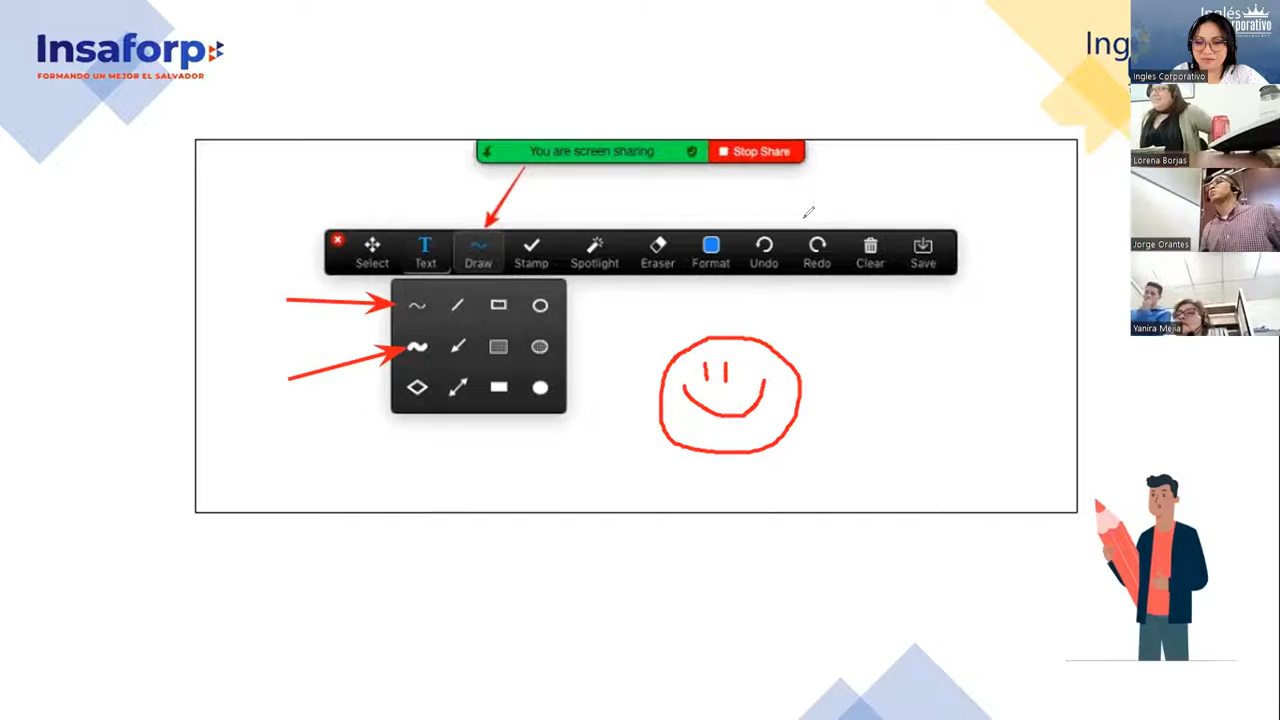 Insaforp
FORMANDO UN MEJOR EL SALVADOR
Ing
Inglés
Corporativo
Ingles Corporativo
Lorena Borjas
Jorge Orantes
Yanira Mejia
You are screen sharing
Stop Share
Select
Text
Draw
Stamp
Spotlight
Eraser
Format
Undo
Redo
Clear
Save